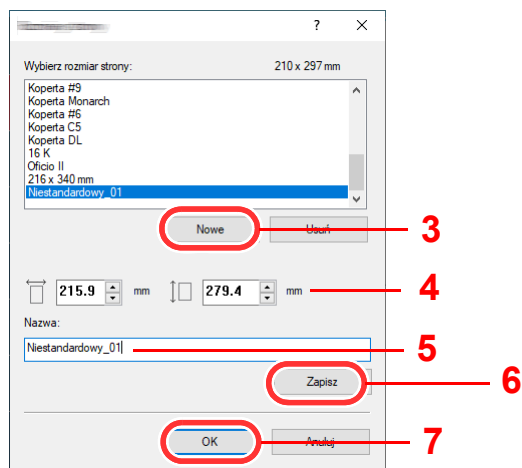 ?
Wybierz rozmiar strony: 210 x 297 mm
Koperta #9
Koperta Monarch
Koperta #6
Koperta C5
Koperta DL
16 K
Oficio II
216 x 340 mm
Niestandardowy_01
Nowe Usuń 3
215.9 mm 279.4 mm 4
Nazwa:
Niestandardowy_01 5
Zapisz 6
OK Anuluj 7